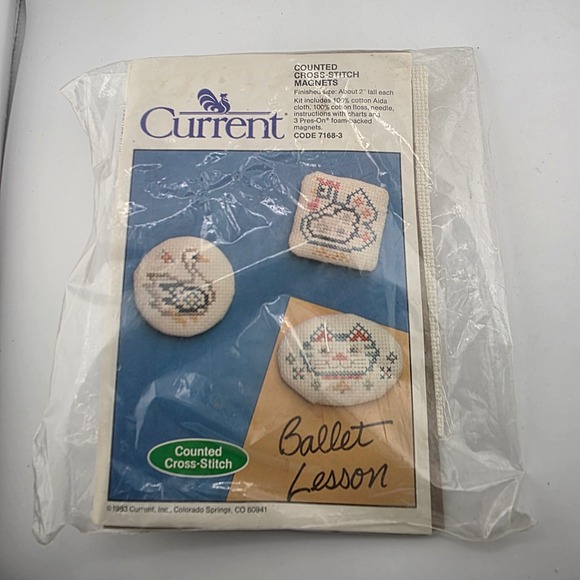 COUNTED
CROSS-STITCH
MAGNETS
Finished size: About 2" tall each
Kit includes 100% cotton Aida
cloth, 100% cotton floss, needle,
instructions with charts and
3 Pres-On® foam-backed
magnets.
CODE 7168-3
Current®
Ballet
Lesson
Counted
Cross-Stitch
©1983 Current, Inc., Colorado Springs, CO 80941